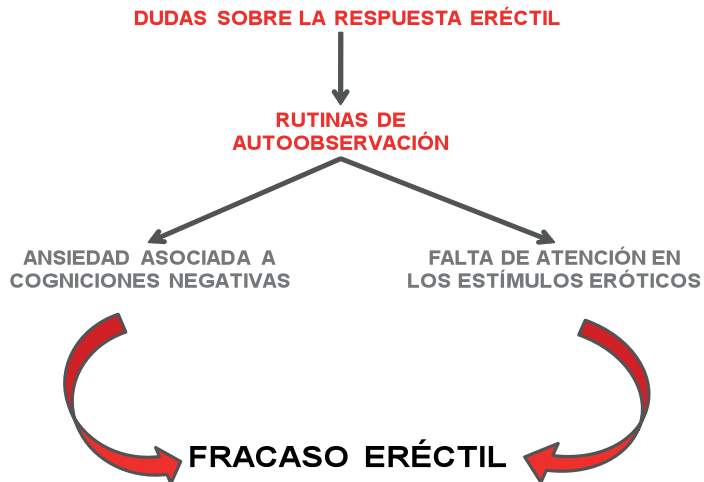 DUDAS SOBRE LA RESPUESTA ERÉCTIL
RUTINAS DE
AUTOOBSERVACIÓN
ANSIEDAD ASOCIADA A
COGNICIONES NEGATIVAS
FALTA DE ATENCIÓN EN
LOS ESTÍMULOS ERÓTICOS
FRACASO ERÉCTIL